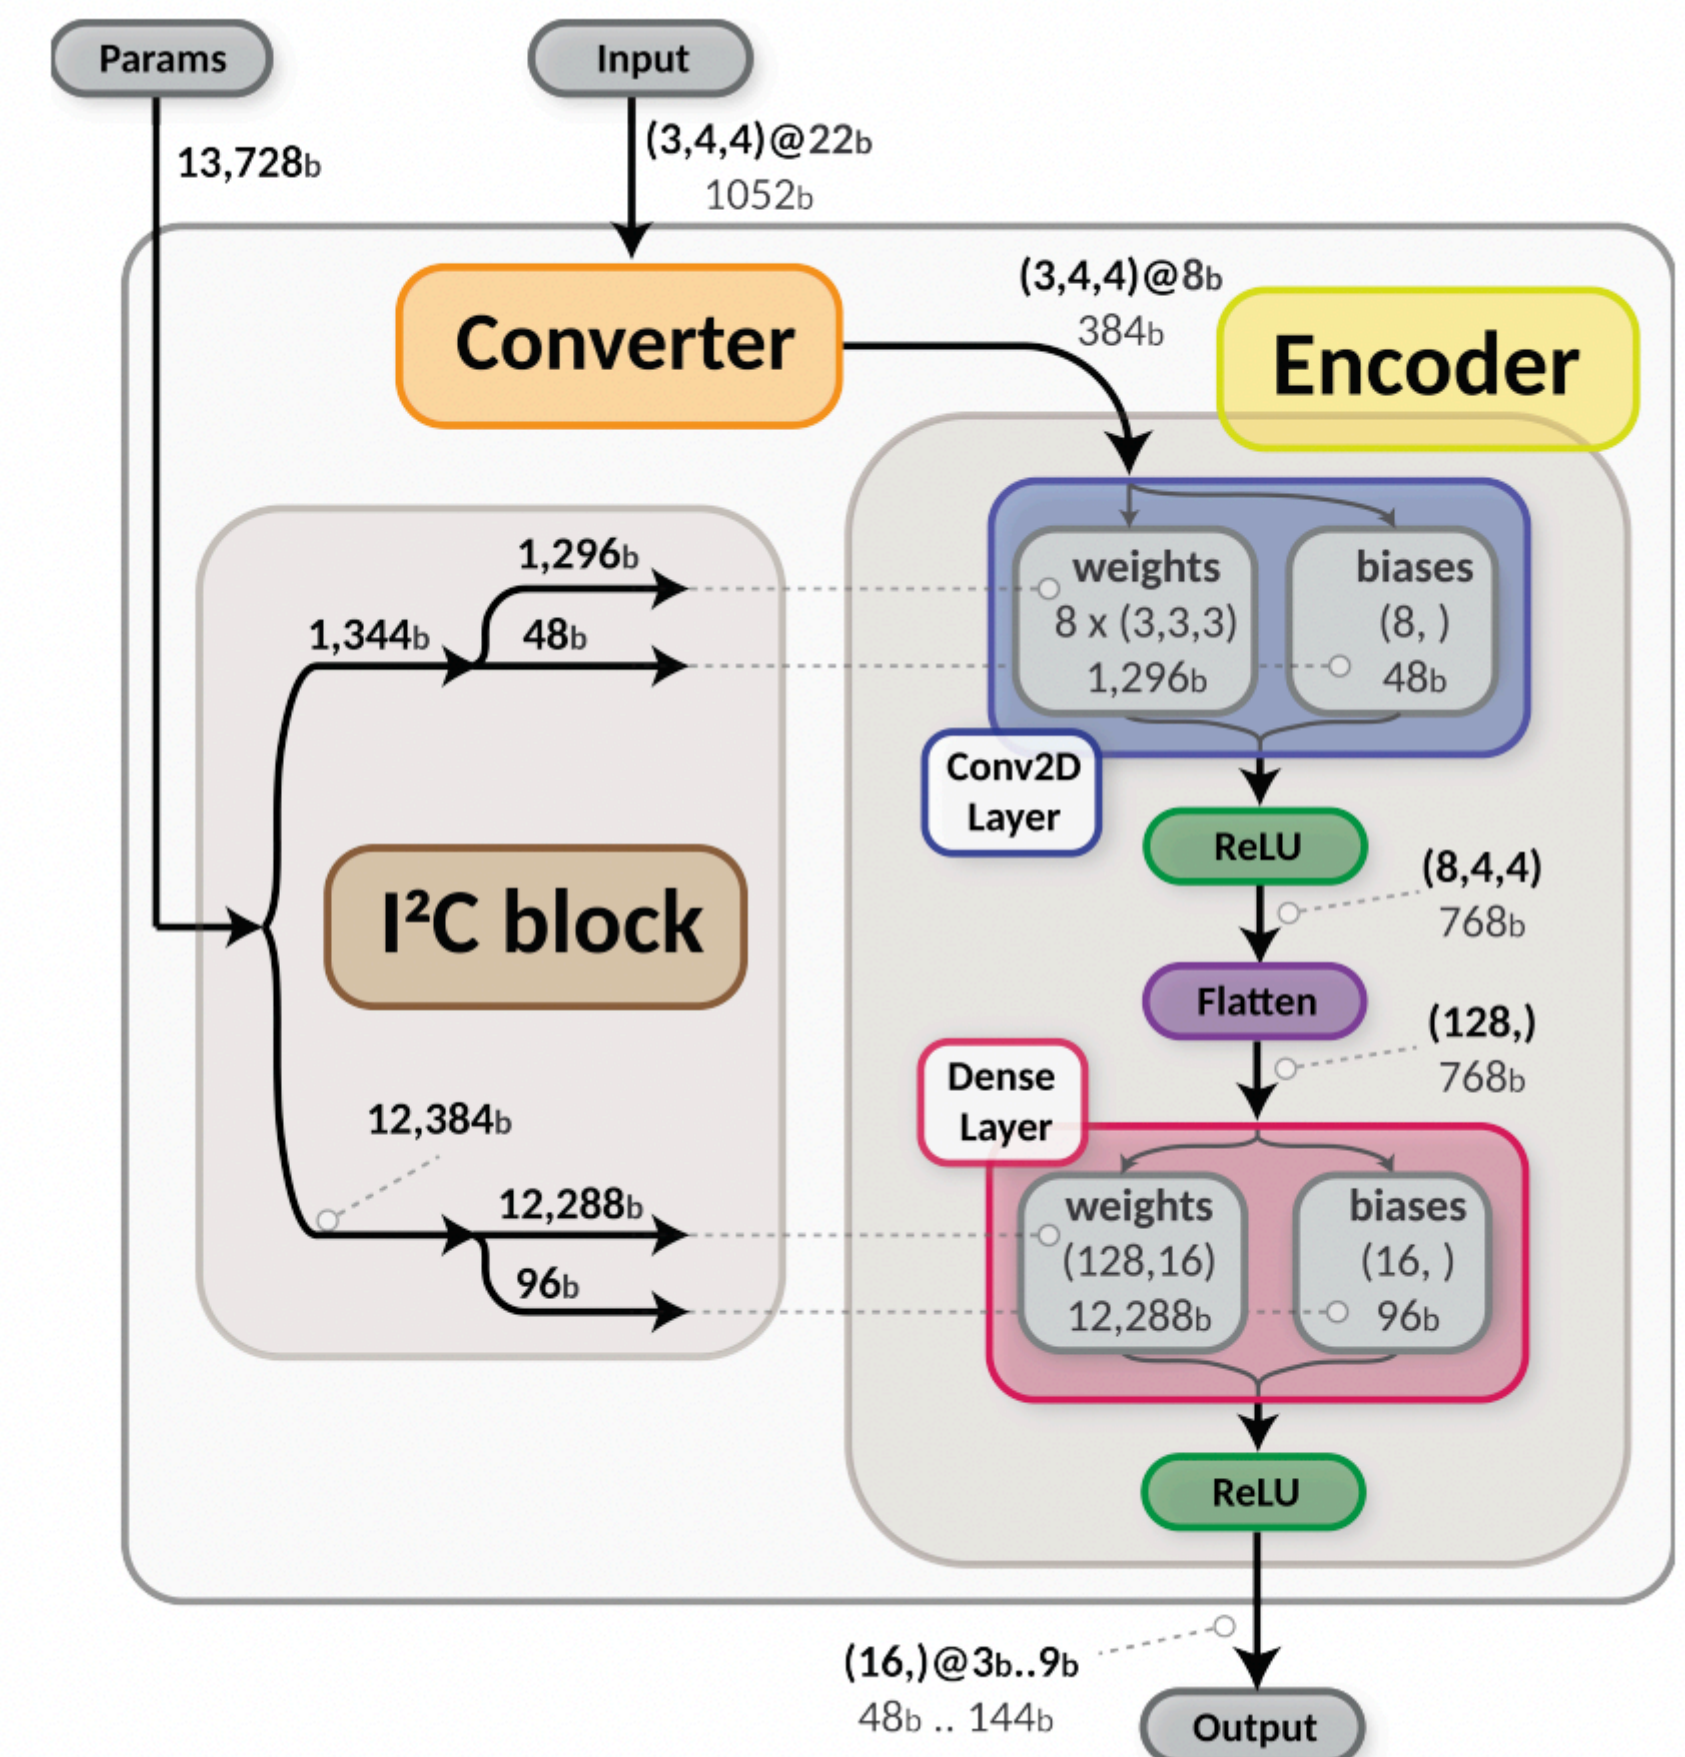 Params
Input
13,728b
(3,4,4)@22b
1052b
Converter
(3,4,4)@8b
384b
Encoder
1,296b
1,344b
48b
weights
8 x (3,3,3)
1,296b
biases
(8, )
48b
Conv2D
Layer
ReLU
(8,4,4)
768b
I²C block
Flatten
(128,)
768b
Dense
Layer
12,384b
12,288b
96b
weights
(128,16)
12,288b
biases
(16, )
96b
ReLU
(16,)@3b..9b
48b .. 144b
Output